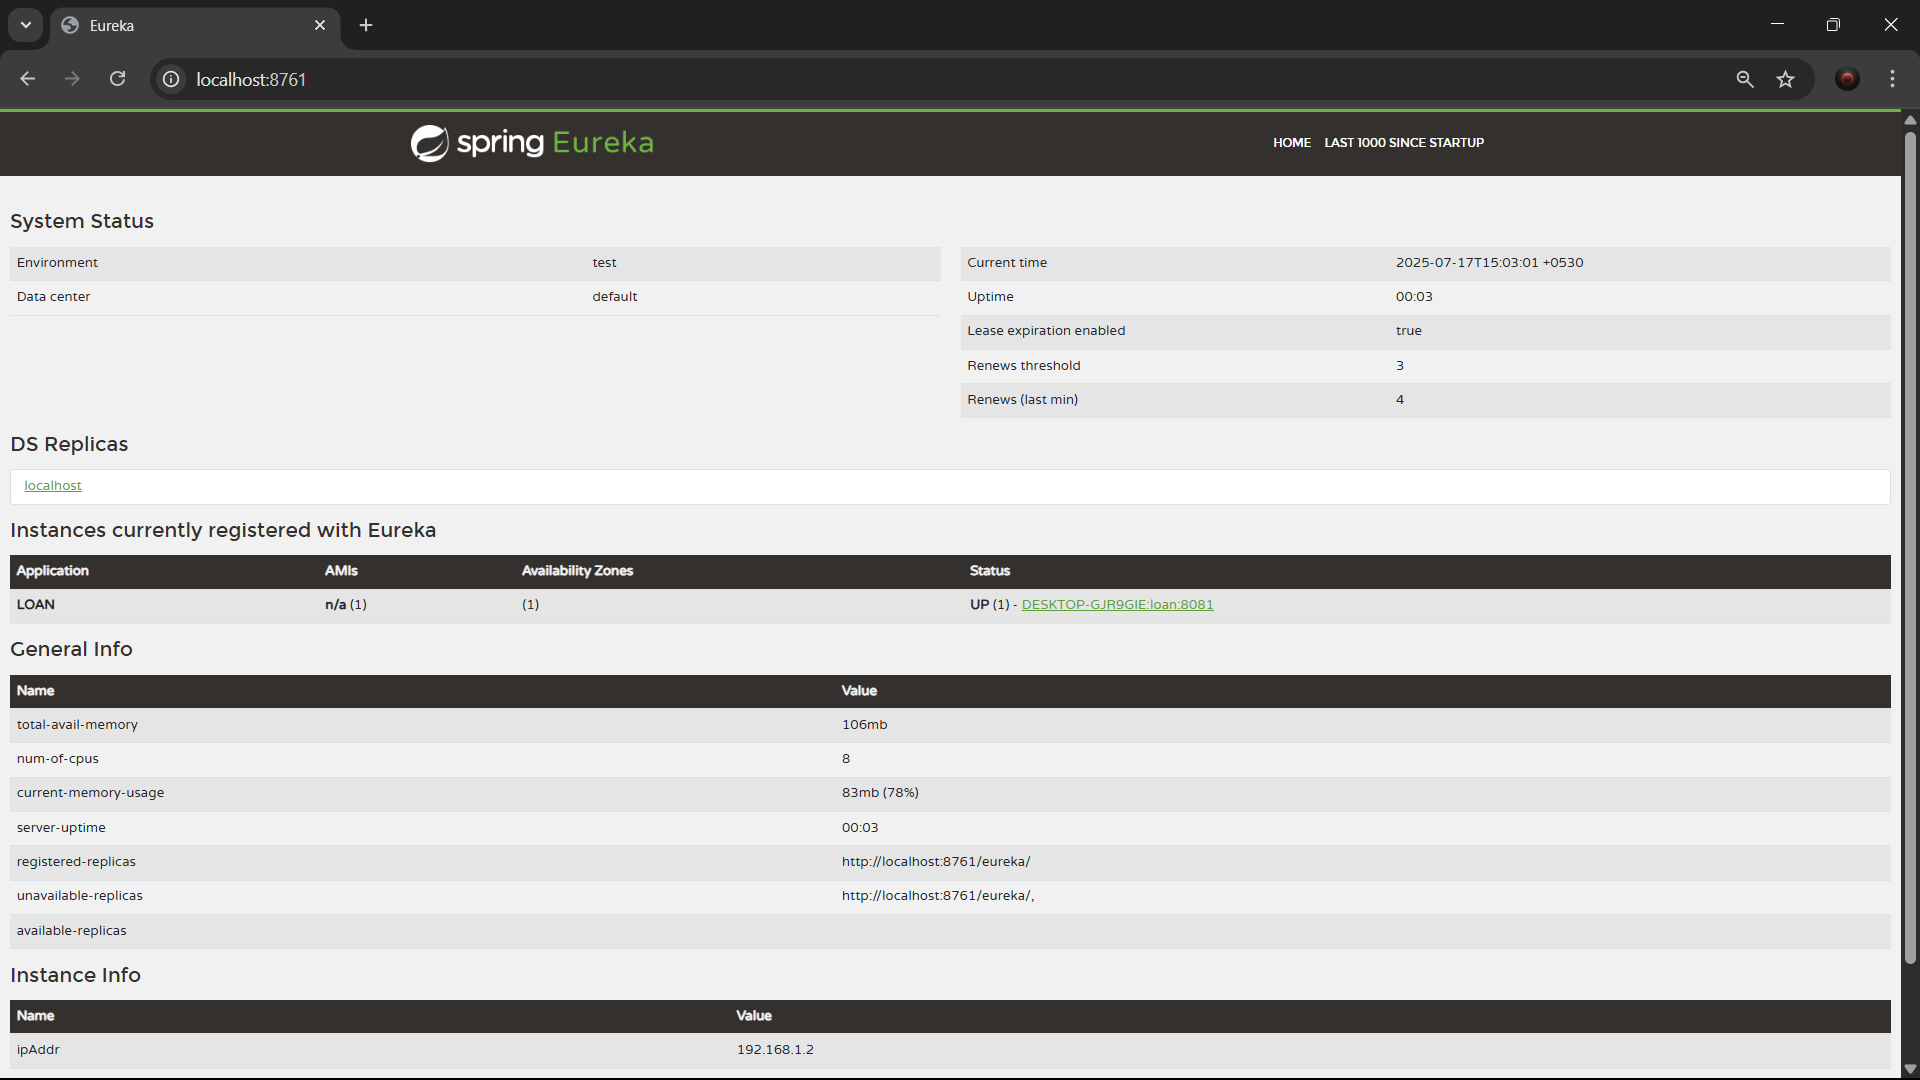 Eureka
localhost:8761
spring Eureka
HOME LAST 1000 SINCE STARTUP
System Status
Environment test
Data center default
Current time 2025-07-17T15:03:01 +0530
Uptime 00:03
Lease expiration enabled true
Renews threshold 3
Renews (last min) 4
DS Replicas
localhost
Instances currently registered with Eureka
Application AMIs Availability Zones Status
LOAN n/a (1) (1) UP (1) - DESKTOP-GJR9GIE:loan:8081
General Info
Name Value
total-avail-memory 106mb
num-of-cpus 8
current-memory-usage 83mb (78%)
server-uptime 00:03
registered-replicas http://localhost:8761/eureka/
unavailable-replicas http://localhost:8761/eureka/,
available-replicas
Instance Info
Name Value
ipAddr 192.168.1.2